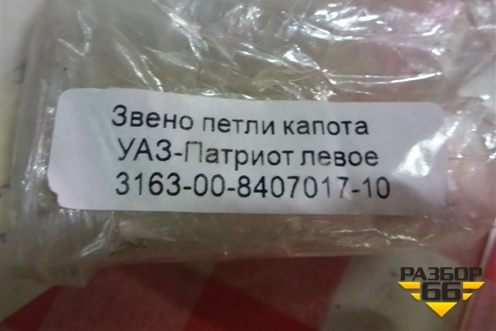 Звено петли капота
УАЗ-Патриот левое
3163-00-8407017-10
РАЗБОР
66